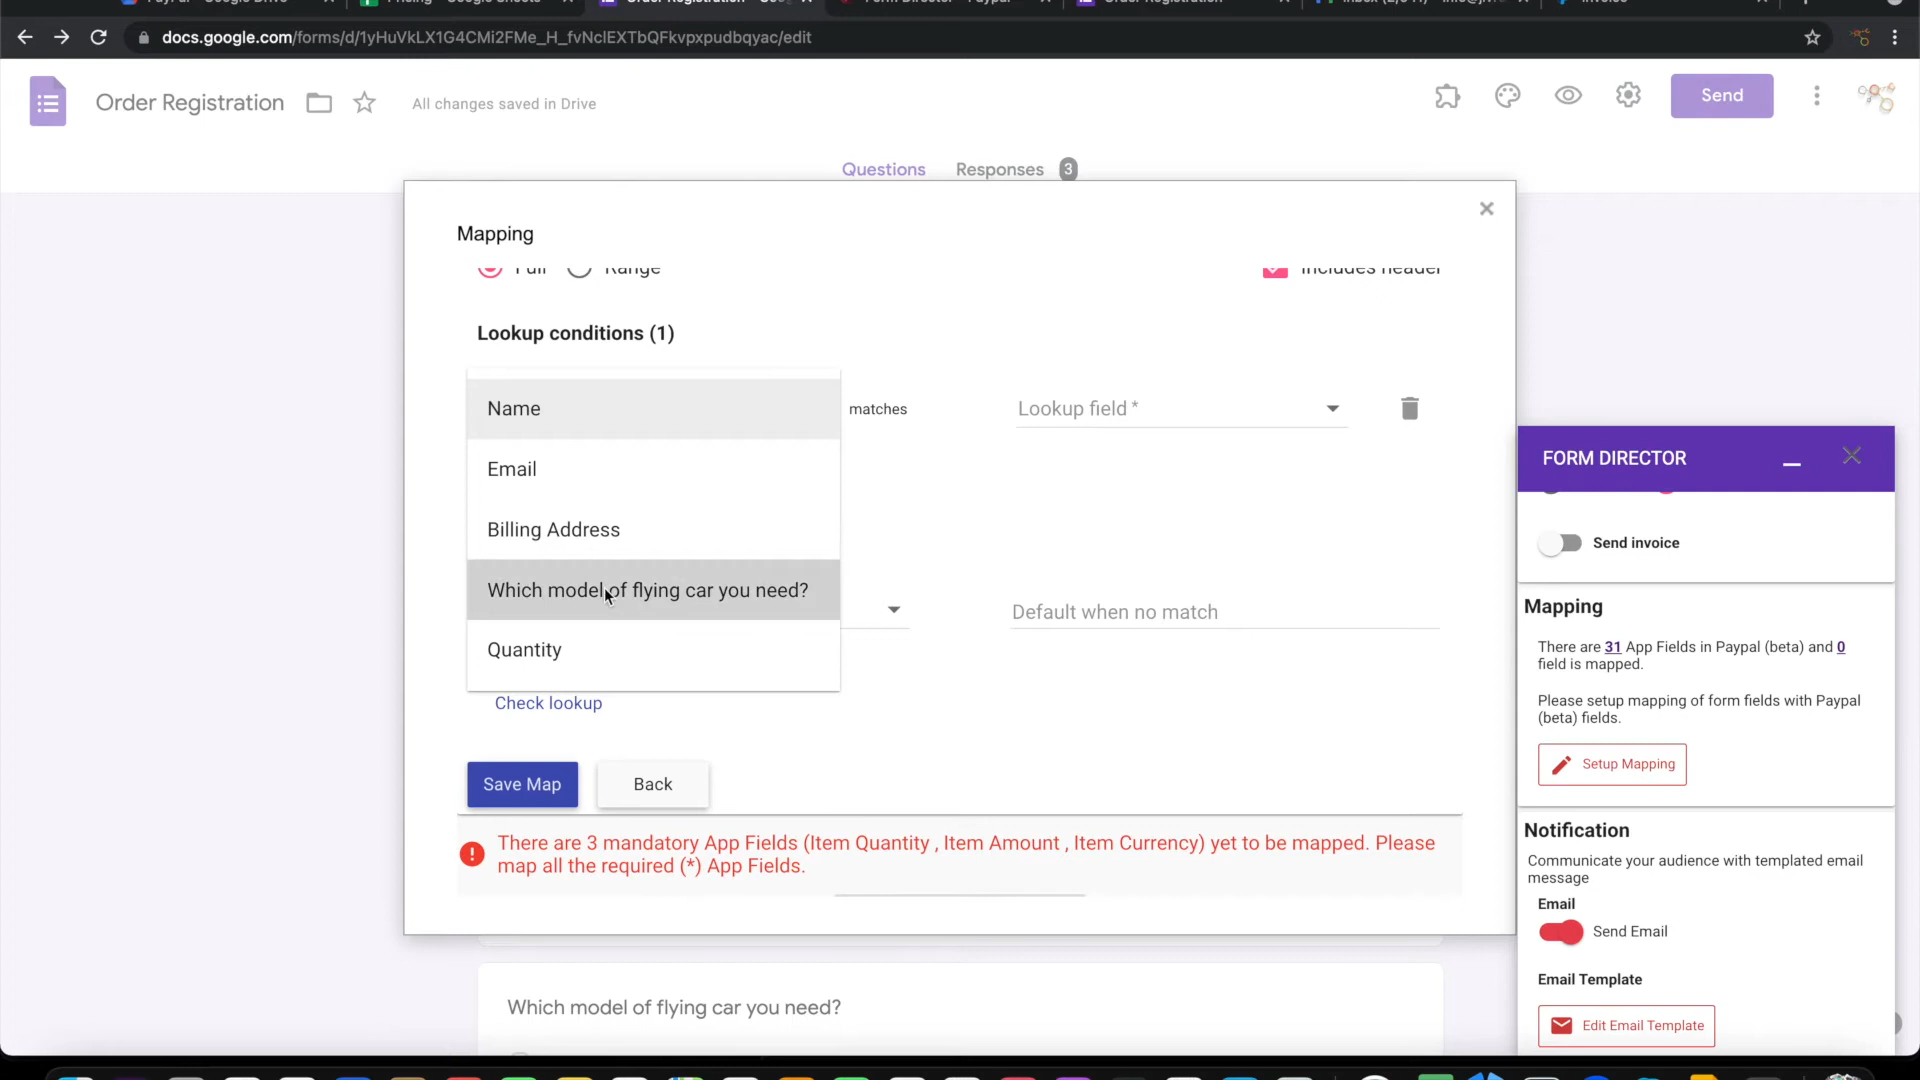 docs.google.com/forms/d/1yHuVkLX1G4CMi2FMe_H_fvNclEXTbQFkvpxpudbqyac/edit
Order Registration
All changes saved in Drive
Send
Questions
Responses 3
Mapping
Full
Range
Includes header
Lookup conditions (1)
Name
matches
Lookup field *
Email
Billing Address
Which model of flying car you need?
Default when no match
Quantity
Check lookup
Save Map
Back
There are 3 mandatory App Fields (Item Quantity , Item Amount , Item Currency) yet to be mapped. Please
map all the required (*) App Fields.
Which model of flying car you need?
FORM DIRECTOR
Send invoice
Mapping
There are 31 App Fields in Paypal (beta) and 0
field is mapped.
Please setup mapping of form fields with Paypal
(beta) fields.
Setup Mapping
Notification
Communicate your audience with templated email
message
Email
Send Email
Email Template
Edit Email Template